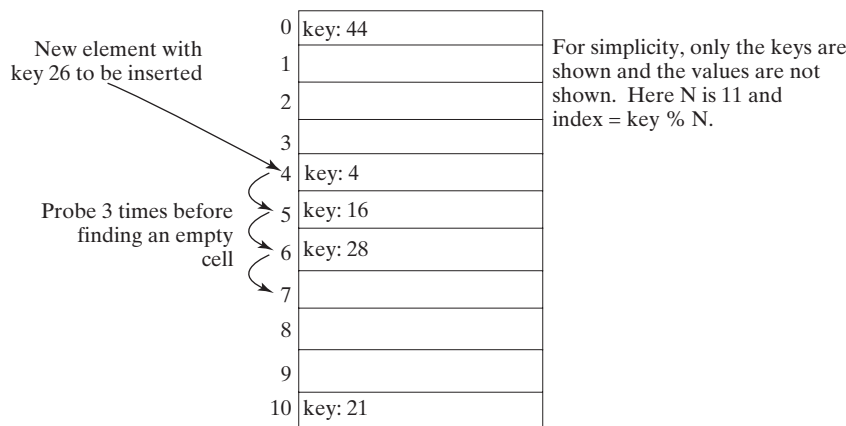 New element with
key 26 to be inserted
0 key: 44
1
2
3
4 key: 4
5 key: 16
6 key: 28
7
8
9
10 key: 21
Probe 3 times before
finding an empty
cell
For simplicity, only the keys are
shown and the values are not
shown. Here N is 11 and
index = key % N.